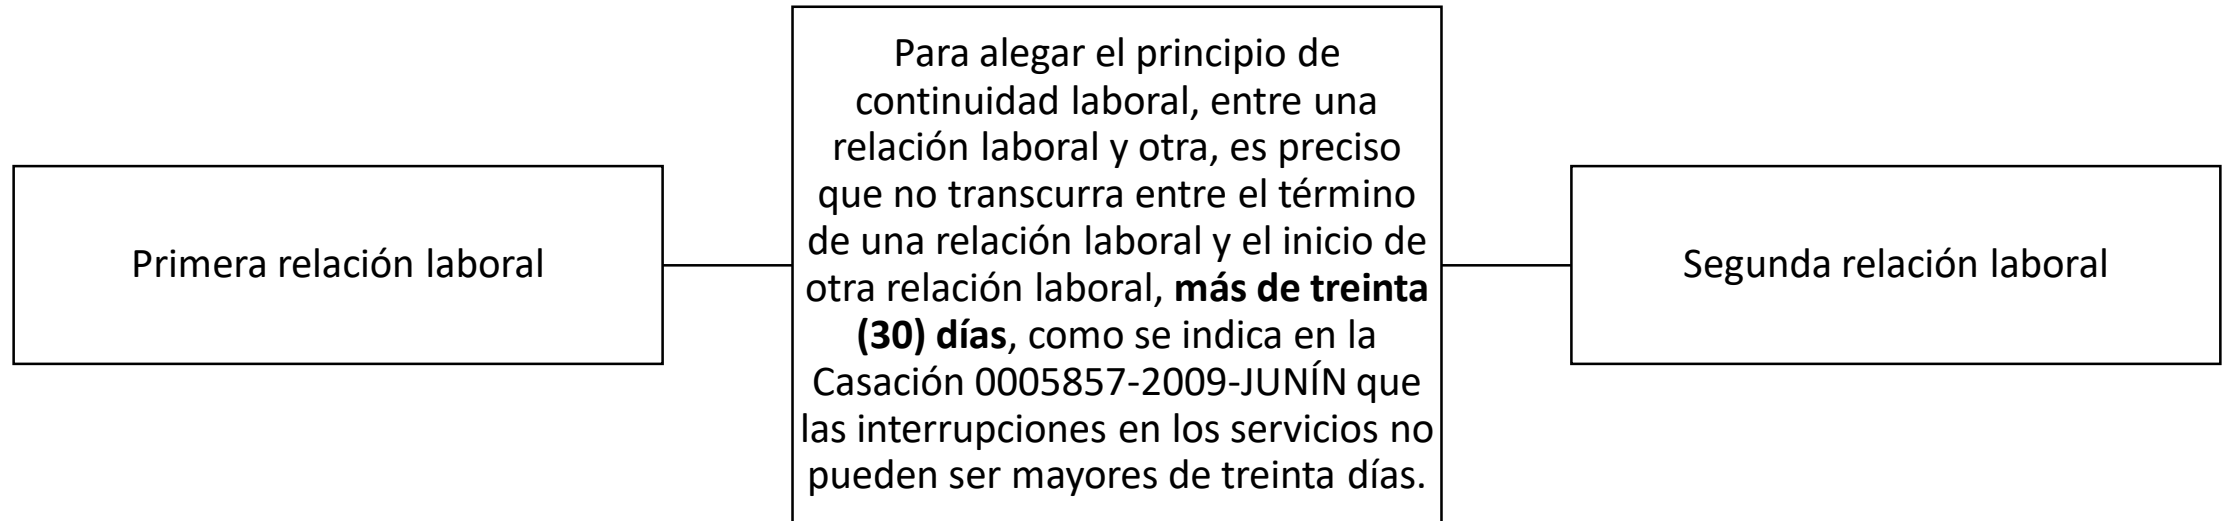 Primera relación laboral
Para alegar el principio de
continuidad laboral, entre una
relación laboral y otra, es preciso
que no transcurra entre el término
de una relación laboral y el inicio de
otra relación laboral, más de treinta
(30) días, como se indica en la
Casación 0005857-2009-JUNÍN que
las interrupciones en los servicios no
pueden ser mayores de treinta días.
Segunda relación laboral